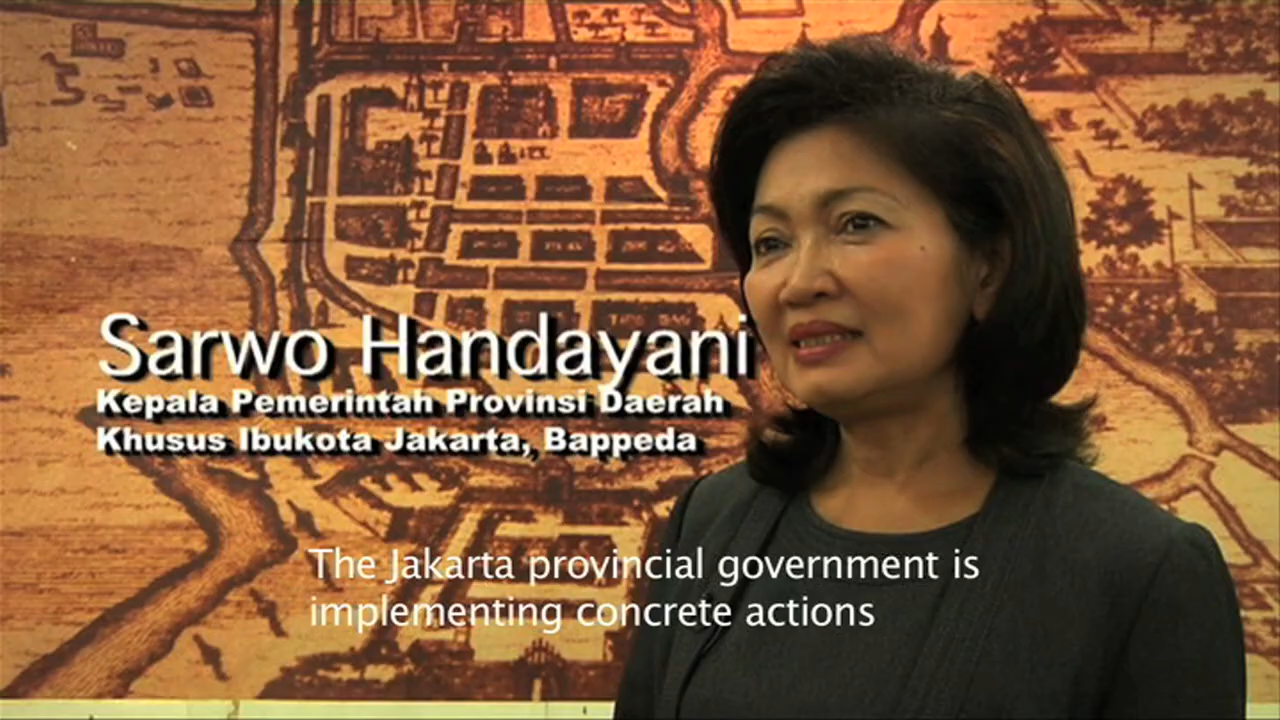 Sarwo Handayani
Kepala Pemerintah Provinsi Daerah
Khusus Ibukota Jakarta, Bappeda
The Jakarta provincial government is
implementing concrete actions